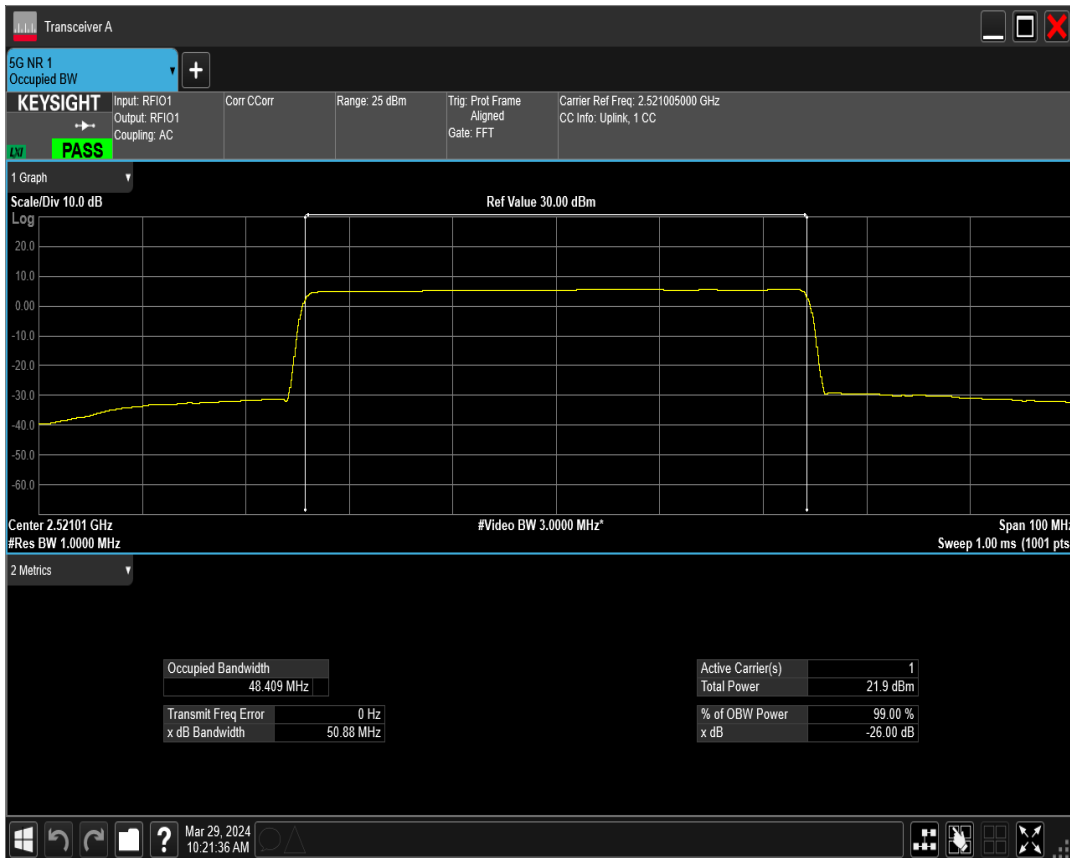 Transceiver A
5G NR 1
Occupied BW
KEYSIGHT
LXI
PASS
Input: RFIO1
Output: RFIO1
Coupling: AC
Corr CCorr
Range: 25 dBm
Trig: Prot Frame
Aligned
Gate: FFT
Carrier Ref Freq: 2.521005000 GHz
CC Info: Uplink, 1 CC
1 Graph
Scale/Div 10.0 dB
Ref Value 30.00 dBm
Log
20.0
10.0
0.00
-10.0
-20.0
-30.0
-40.0
-50.0
-60.0
Center 2.52101 GHz
#Video BW 3.0000 MHz*
Span 100 MHz
#Res BW 1.0000 MHz
Sweep 1.00 ms (1001 pts
2 Metrics
Occupied Bandwidth
48.409 MHz
Transmit Freq Error 0 Hz
x dB Bandwidth 50.88 MHz
Active Carrier(s) 1
Total Power 21.9 dBm
% of OBW Power 99.00 %
x dB -26.00 dB
?
Mar 29, 2024
10:21:36 AM